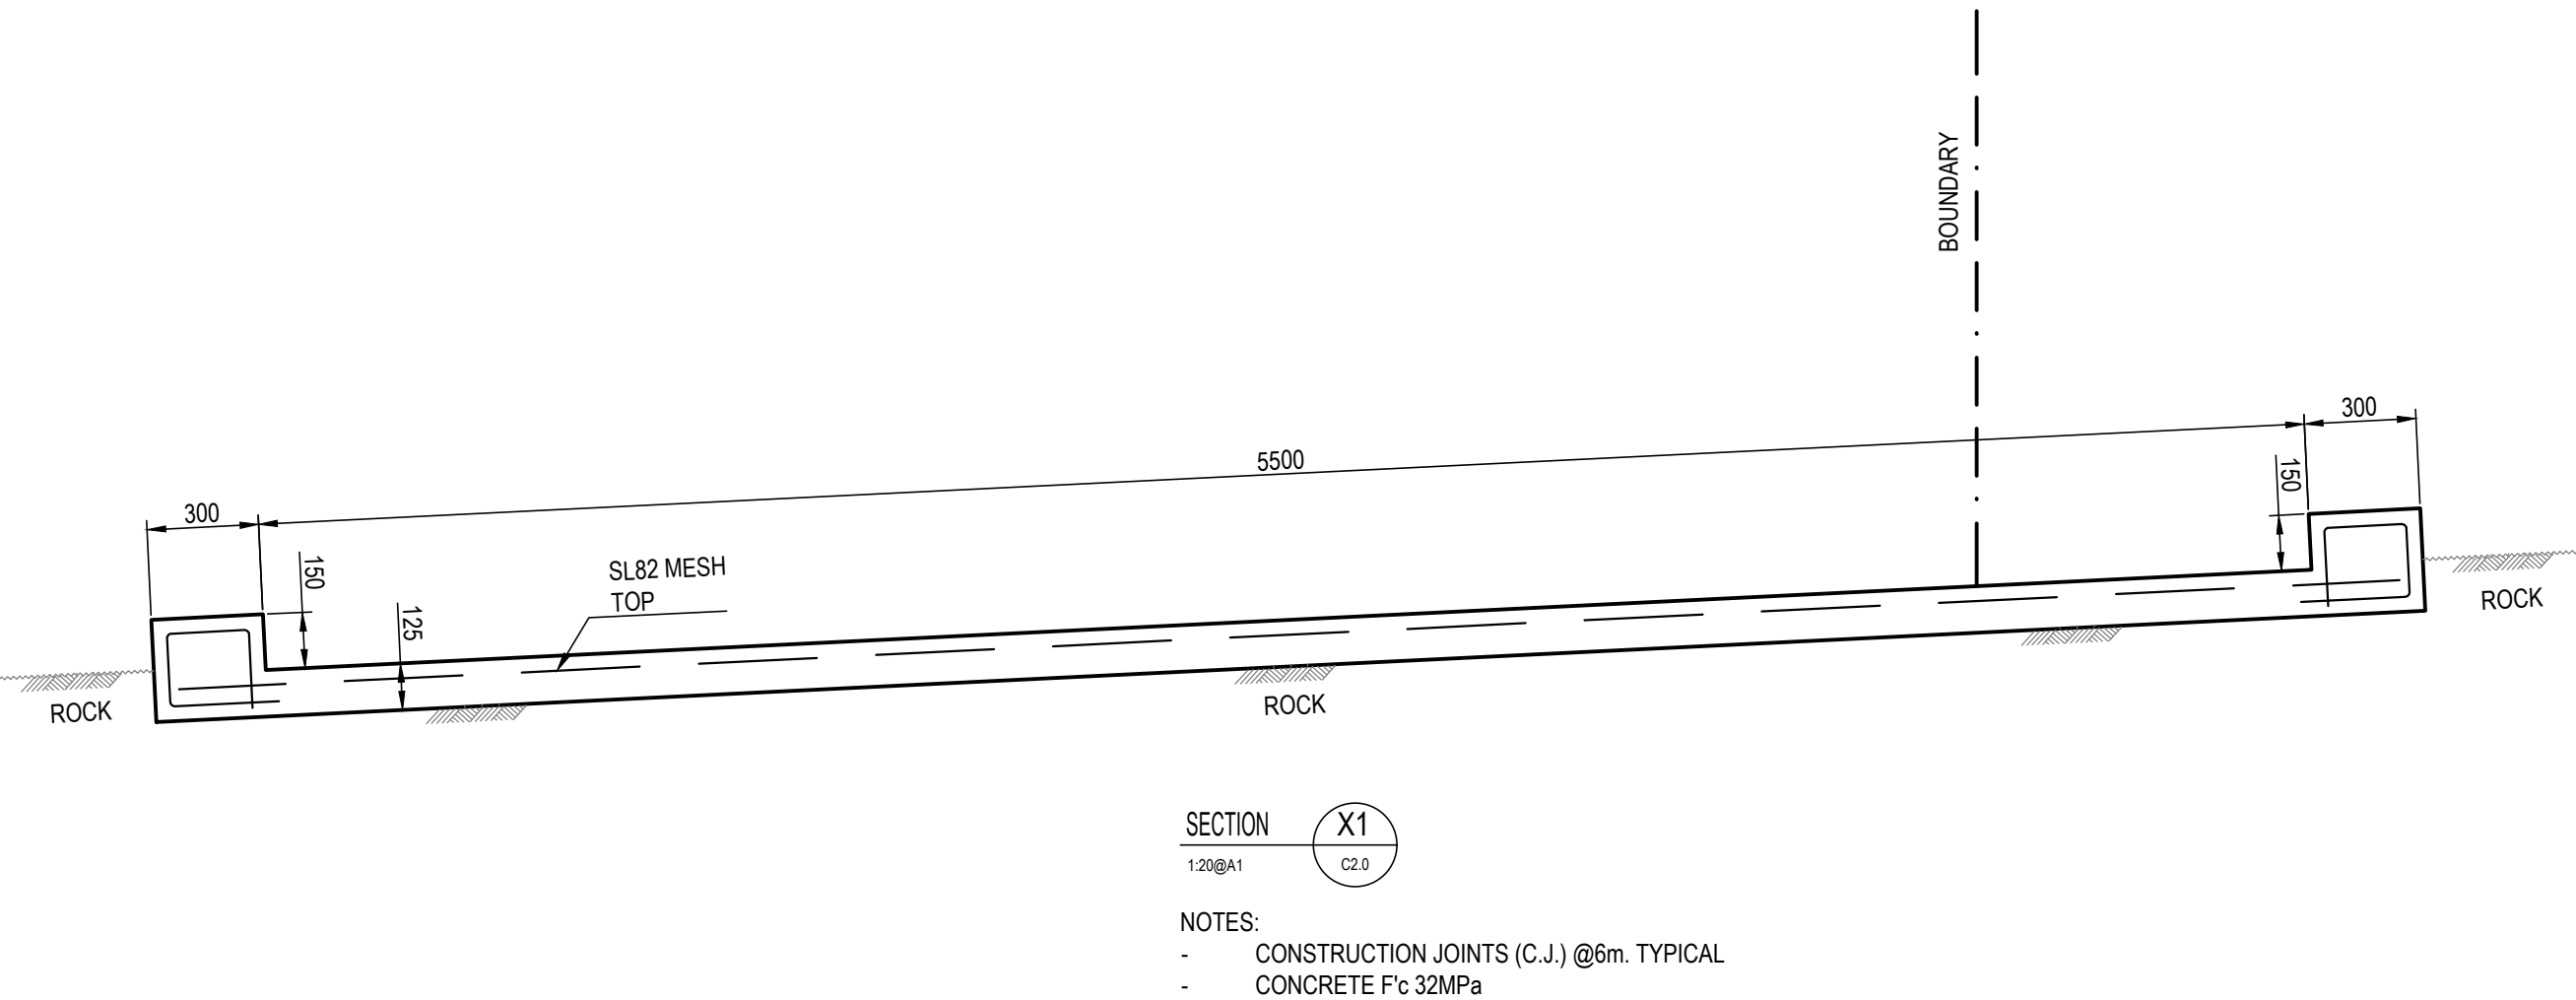 BOUNDARY
300
5500
150
300
150
125
SL82 MESH
TOP
ROCK
ROCK
ROCK
SECTION
X1
1:20@A1
C2.0
NOTES:
- CONSTRUCTION JOINTS (C.J.) @6m. TYPICAL
- CONCRETE F'c 32MPa